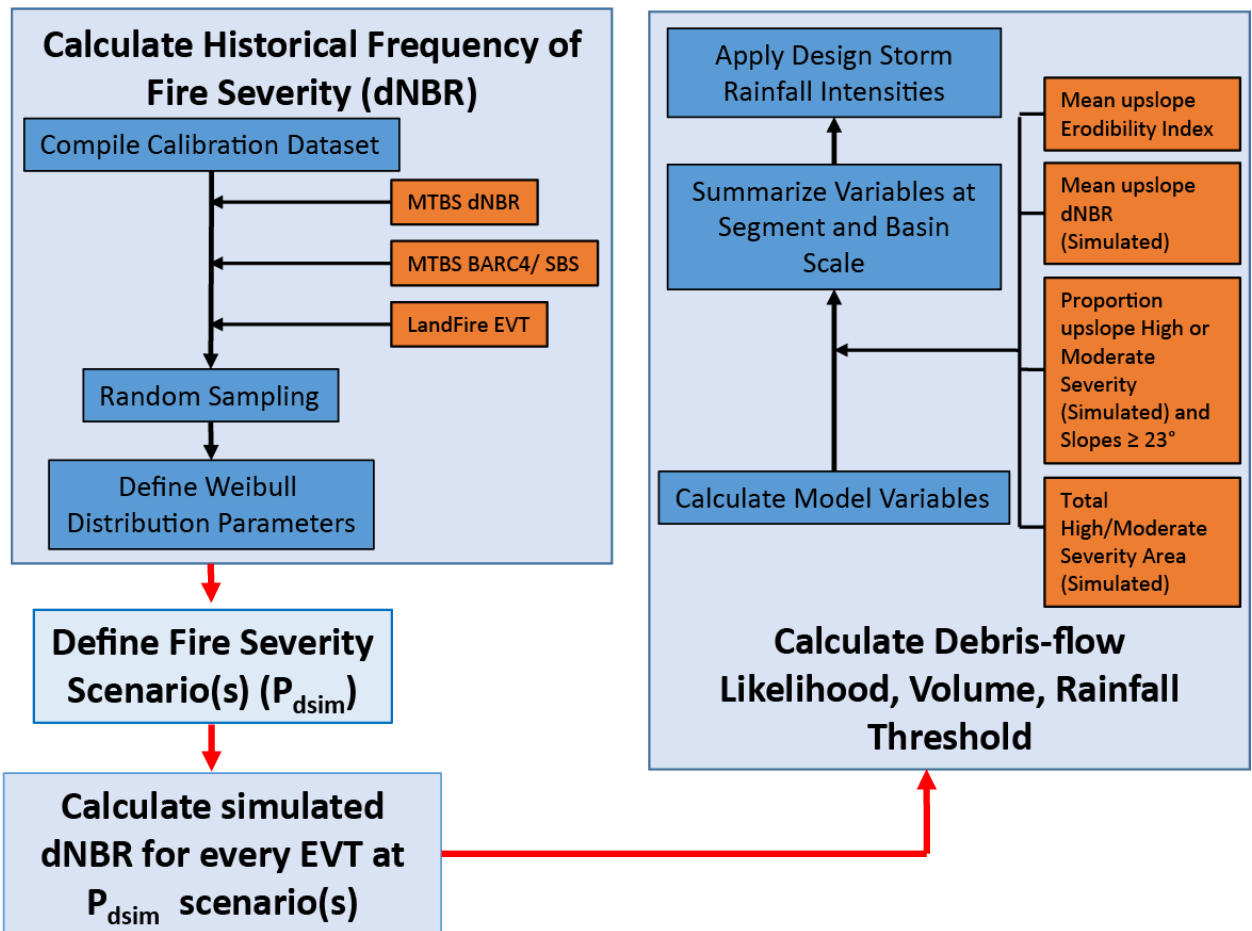 Calculate Historical Frequency of
Fire Severity (dNBR)
Compile Calibration Dataset
MTBS dNBR
MTBS BARC4/ SBS
LandFire EVT
Random Sampling
Define Weibull
Distribution Parameters
Define Fire Severity
Scenario(s) (Pdsim)
Calculate simulated
dNBR for every EVT at
Pdsim scenario(s)
Apply Design Storm
Rainfall Intensities
Summarize Variables at
Segment and Basin
Scale
Calculate Model Variables
Mean upslope
Erodibility Index
Mean upslope
dNBR
(Simulated)
Proportion
upslope High or
Moderate
Severity
(Simulated) and
Slopes ≥ 23°
Total
High/Moderate
Severity Area
(Simulated)
Calculate Debris-flow
Likelihood, Volume, Rainfall
Threshold